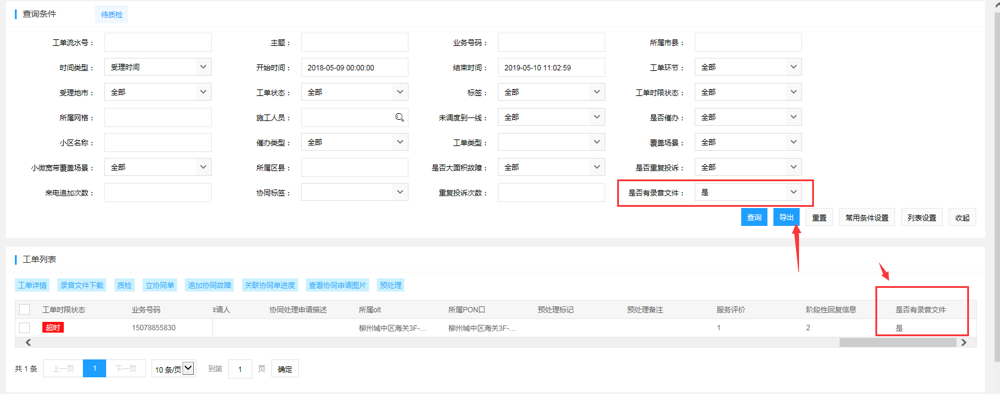 查询条件 待质检
工单流水号： 主题： 业务号码： 所属市县：
时间类型： 受理时间 开始时间： 2018-05-09 00:00:00 结束时间： 2019-05-10 11:02:59 工单环节： 全部
受理地市： 全部 工单状态： 全部 标签： 全部 工单时限状态： 全部
所属网格： 施工人员： 未调度到一线： 全部 是否催办： 全部
小区名称： 催办类型： 全部 工单类型： 覆盖场景： 全部
小微宽带覆盖场景： 全部 所属区县： 是否大面积故障： 全部 是否重复投诉： 全部
来电追加次数： 协同标签： 重复投诉次数： 是否有录音文件： 是
查询 导出 重置 常用条件设置 列表设置 收起
工单列表
工单详情 录音文件下载 质检 立协同单 追加协同故障 关联协同单进度 查看协同申请图片 预处理
工单时限状态 业务号码 请人 协同处理申请描述 所属olt 所属PON口 预处理标记 预处理备注 服务评价 阶段性回复信息 是否有录音文件
超时 15078855830 柳州城中区海关3F-... 柳州城中区海关3F-... 1 2 是
共 1 条 上一页 1 下一页 10 条/页 到第 1 页 确定